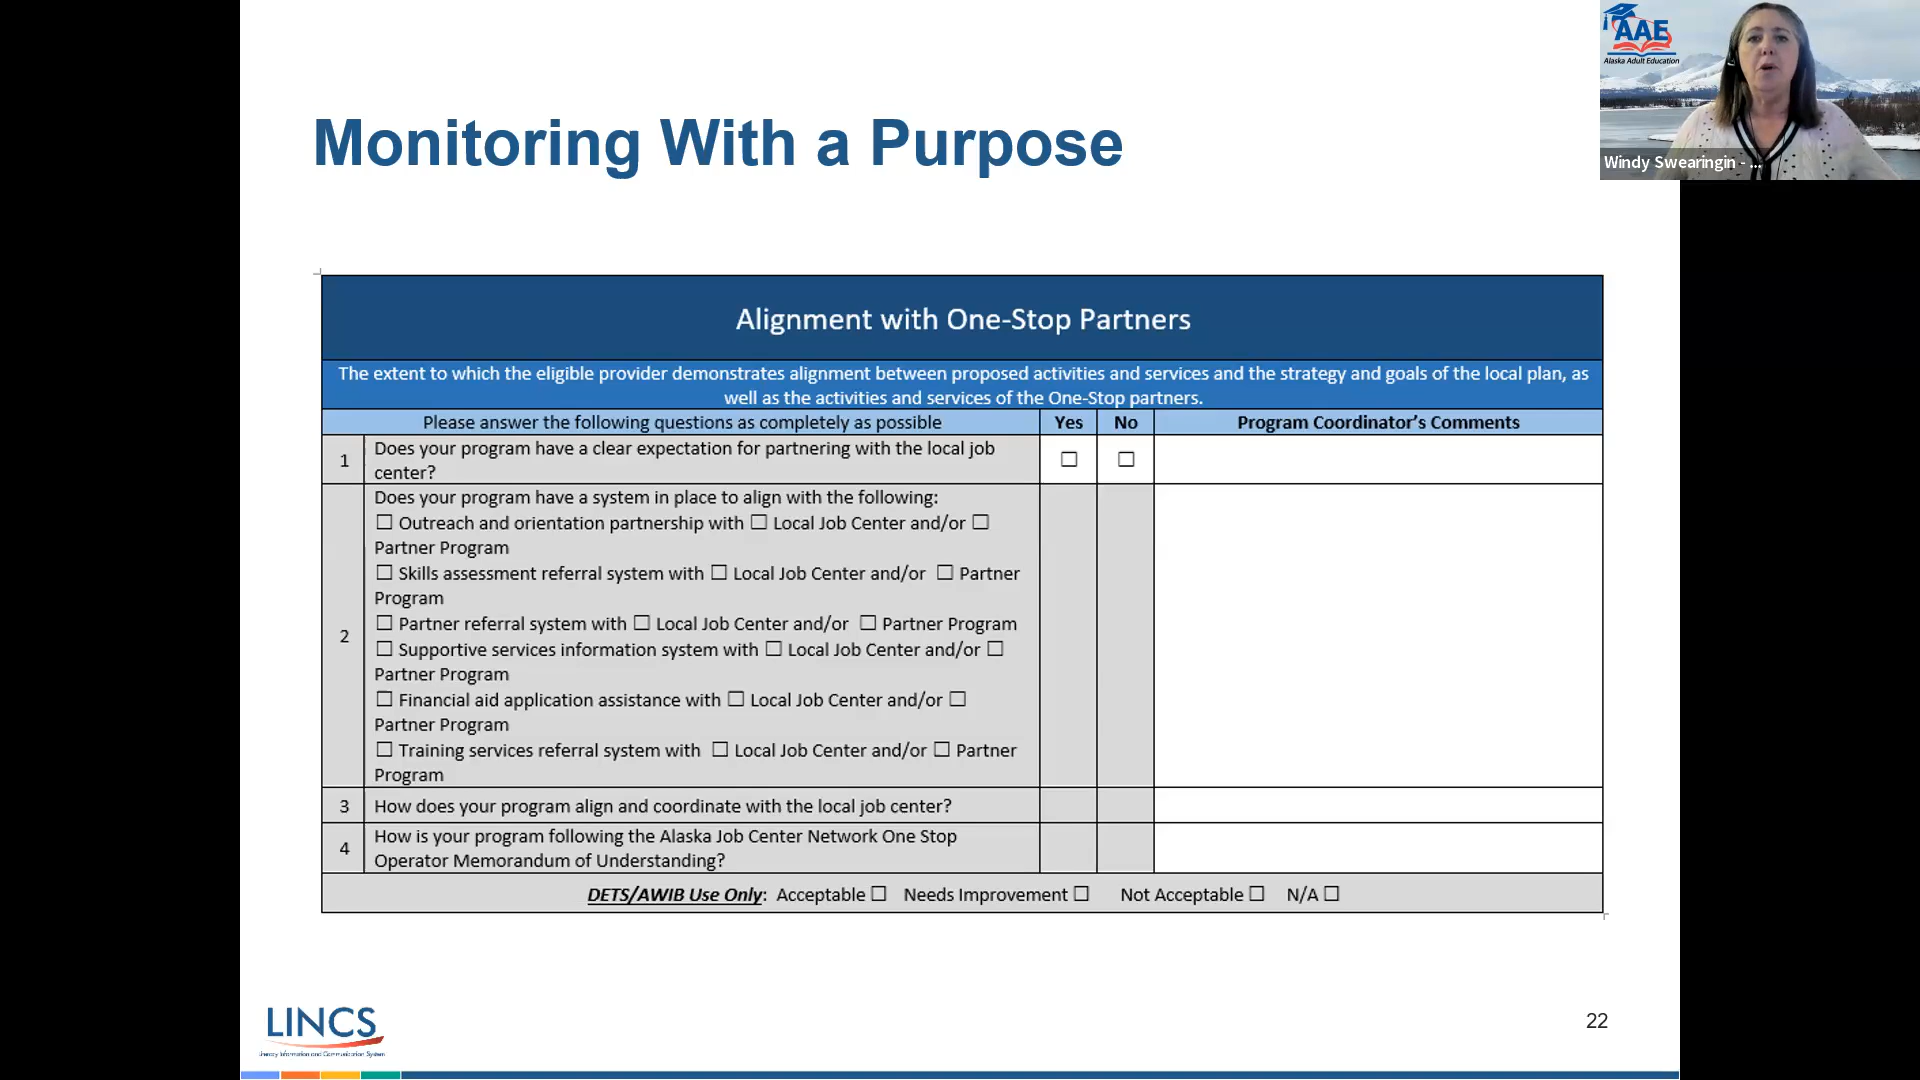 AAE
Alaska Adult Education
Windy Swearingin - ...
Monitoring With a Purpose
Alignment with One-Stop Partners
The extent to which the eligible provider demonstrates alignment between proposed activities and services and the strategy and goals of the local plan, as
well as the activities and services of the One-Stop partners.
Please answer the following questions as completely as possible Yes No Program Coordinator's Comments
1 Does your program have a clear expectation for partnering with the local job
center? ☐ ☐
2 Does your program have a system in place to align with the following:
☐ Outreach and orientation partnership with ☐ Local Job Center and/or ☐
Partner Program
☐ Skills assessment referral system with ☐ Local Job Center and/or ☐ Partner
Program
☐ Partner referral system with ☐ Local Job Center and/or ☐ Partner Program
☐ Supportive services information system with ☐ Local Job Center and/or ☐
Partner Program
☐ Financial aid application assistance with ☐ Local Job Center and/or ☐
Partner Program
☐ Training services referral system with ☐ Local Job Center and/or ☐ Partner
Program
3 How does your program align and coordinate with the local job center?
4 How is your program following the Alaska Job Center Network One Stop
Operator Memorandum of Understanding?
DETS/AWIB Use Only: Acceptable ☐ Needs Improvement ☐ Not Acceptable ☐ N/A ☐
LINCS
Literacy Information and Communication System
22